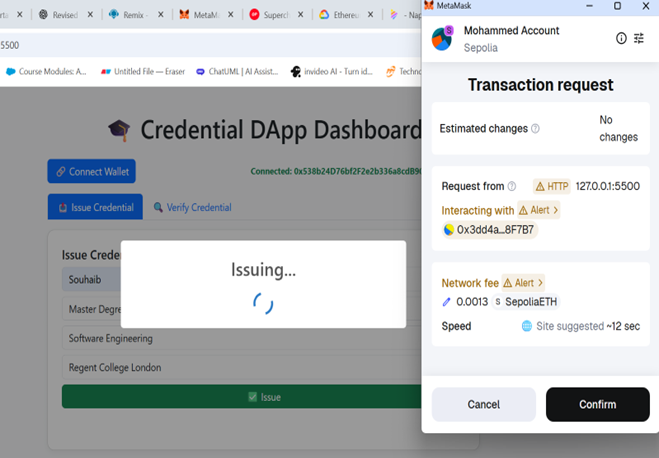 Revised
Remix -
MetaM
Superch
Ethere
- Nap
5500
Course Modules: A...
Untitled File — Eraser
ChatUML | AI Assist...
invideo AI - Turn id...
Techno
Credential DApp Dashboard
Connect Wallet
Connected: 0x538b24D76bf2F2e2b336a8cdB9
Issue Credential
Verify Credential
Issue Crede
Souhaib
Master Degre
Software Engineering
Regent College London
Issue
Issuing...
MetaMask
Mohammed Account
Sepolia
Transaction request
Estimated changes
No changes
Request from
HTTP 127.0.0.1:5500
Interacting with Alert >
0x3dd4a...8F7B7
Network fee Alert >
0.0013 S SepoliaETH
Speed
Site suggested ~12 sec
Cancel
Confirm